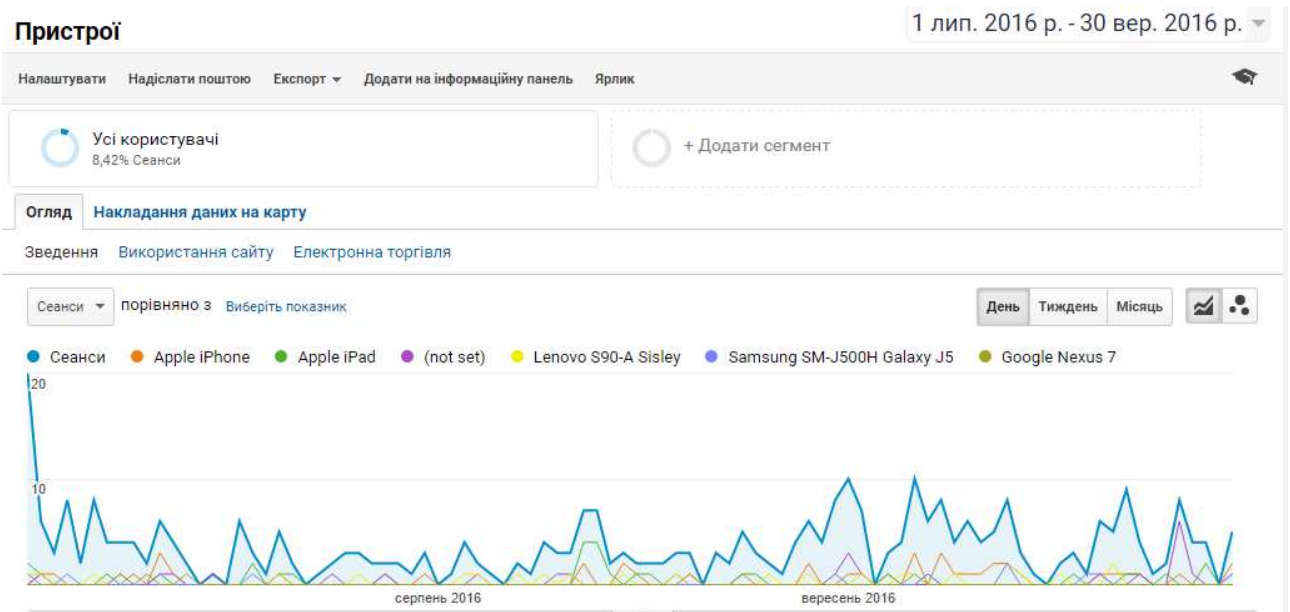 Пристрої
1 лип. 2016 р. - 30 вер. 2016 р.
Налаштувати Надіслати поштою Експорт Додати на інформаційну панель Ярлик
Усі користувачі
8,42% Сеанси
+ Додати сегмент
Огляд Накладання даних на карту
Зведення Використання сайту Електронна торгівля
Сеанси порівняно з Виберіть показник
День Тиждень Місяць
Сеанси Apple iPhone Apple iPad (not set) Lenovo S90-A Sisley Samsung SM-J500H Galaxy J5 Google Nexus 7
20
10
серпень 2016 вересень 2016